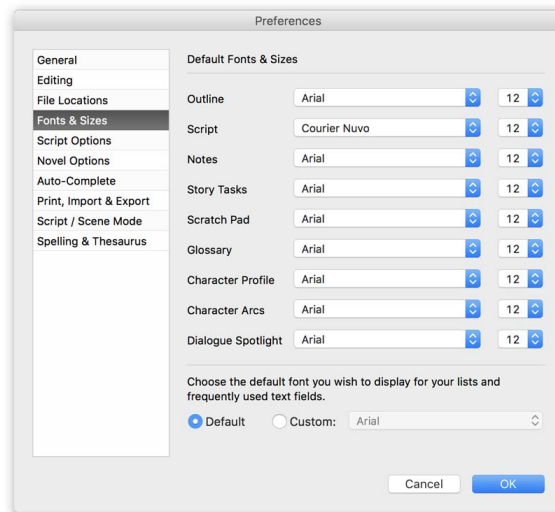 Preferences
General
Editing
File Locations
Fonts & Sizes
Script Options
Novel Options
Auto-Complete
Print, Import & Export
Script / Scene Mode
Spelling & Thesaurus
Default Fonts & Sizes
Outline Arial 12
Script Courier Nuvo 12
Notes Arial 12
Story Tasks Arial 12
Scratch Pad Arial 12
Glossary Arial 12
Character Profile Arial 12
Character Arcs Arial 12
Dialogue Spotlight Arial 12
Choose the default font you wish to display for your lists and
frequently used text fields.
Default Custom: Arial
Cancel OK